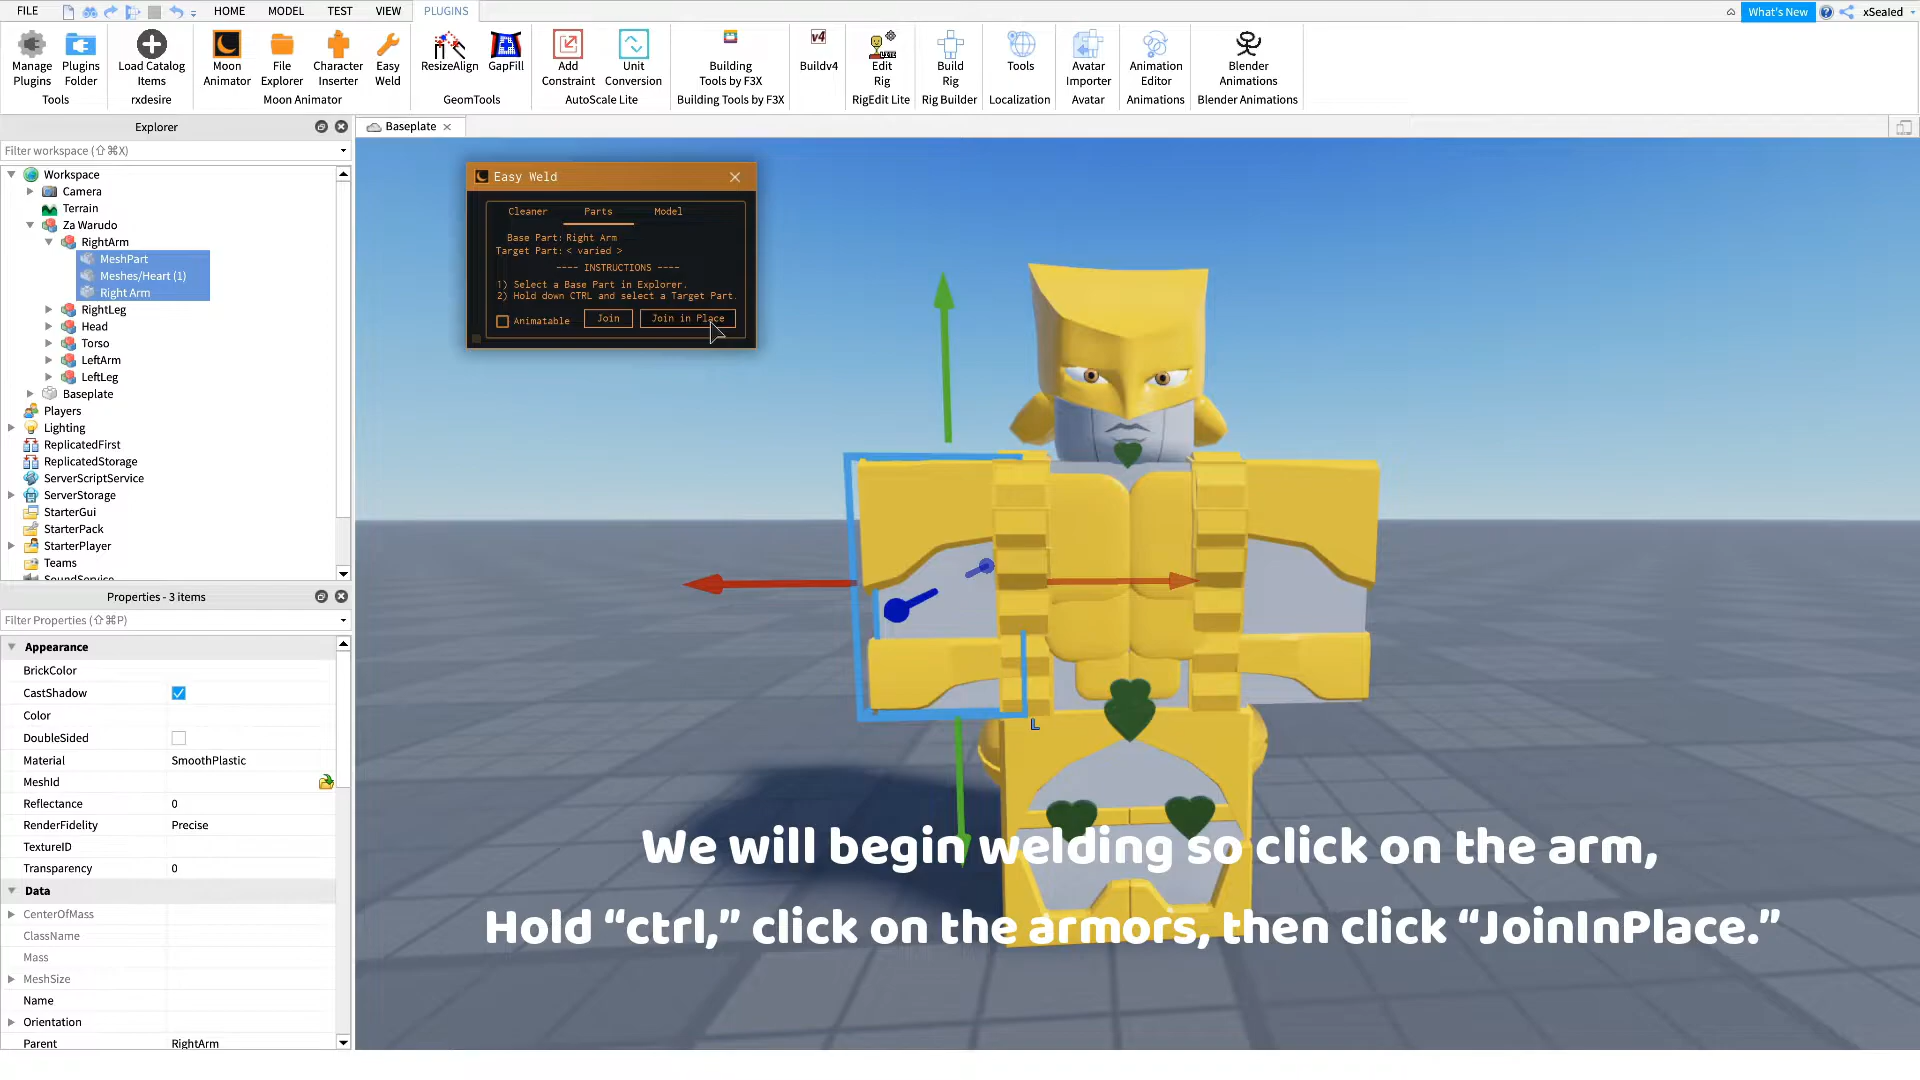 FILE
HOME
MODEL
TEST
VIEW
PLUGINS
What's New
xSealed
Manage Plugins
Plugins Folder
Load Catalog Items
Moon Animator
File Explorer
Character Inserter
Easy Weld
ResizeAlign
GapFill
Add Constraint
Unit Conversion
Building Tools by F3X
v4
Buildv4
Edit Rig
Build Rig
Tools
Avatar Importer
Animation Editor
Blender Animations
Tools
rxdesire
Moon Animator
GeomTools
AutoScale Lite
Building Tools by F3X
RigEdit Lite
Rig Builder
Localization
Avatar
Animations
Blender Animations
Explorer
Filter workspace (⇧⌘X)
Workspace
Camera
Terrain
Za Warudo
RightArm
MeshPart
Meshes/Heart (1)
Right Arm
RightLeg
Head
Torso
LeftArm
LeftLeg
Baseplate
Players
Lighting
ReplicatedFirst
ReplicatedStorage
ServerScriptService
ServerStorage
StarterGui
StarterPack
StarterPlayer
Teams
SoundService
Properties - 3 items
Filter Properties (⇧⌘P)
Appearance
BrickColor
CastShadow
Color
DoubleSided
Material SmoothPlastic
MeshId
Reflectance 0
RenderFidelity Precise
TextureID
Transparency 0
Data
CenterOfMass
ClassName
Mass
MeshSize
Name
Orientation
Parent RightArm
Baseplate
Easy Weld
Cleaner Parts Model
Base Part: Right Arm
Target Part: < varied >
---- INSTRUCTIONS ----
1) Select a Base Part in Explorer.
2) Hold down CTRL and select a Target Part.
Animatable
Join
Join in Place
L
We will begin welding so click on the arm,
Hold “ctrl,” click on the armors, then click “JoinInPlace.”